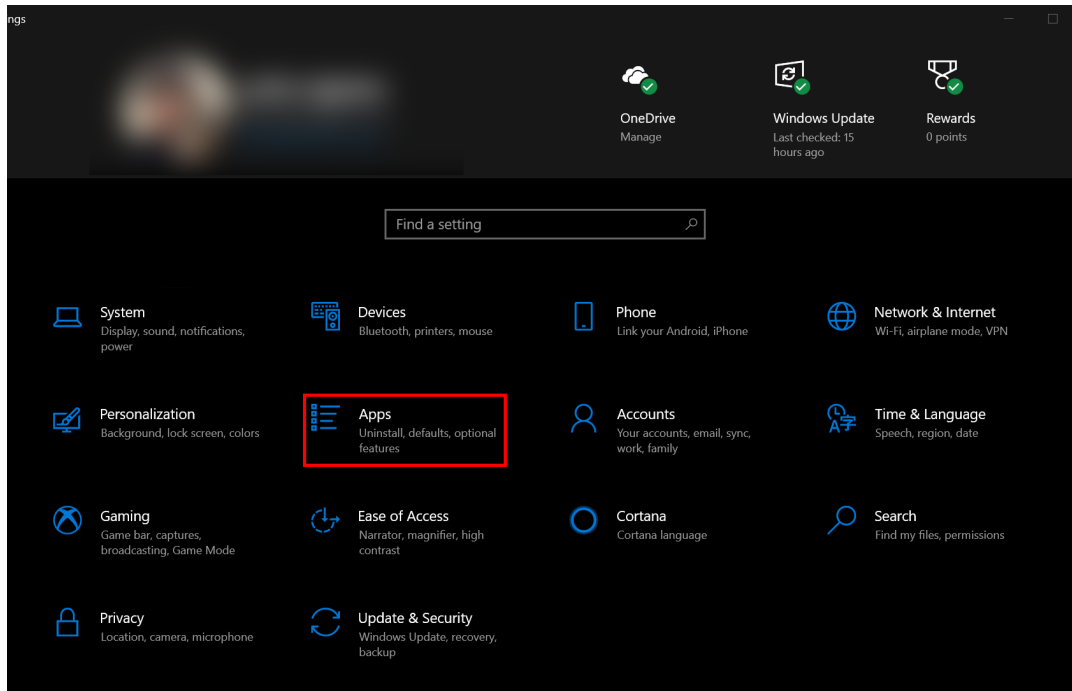 ngs
OneDrive
Manage
Windows Update
Last checked: 15
hours ago
Rewards
0 points
Find a setting
System
Display, sound, notifications,
power
Devices
Bluetooth, printers, mouse
Phone
Link your Android, iPhone
Network & Internet
Wi-Fi, airplane mode, VPN
Personalization
Background, lock screen, colors
Apps
Uninstall, defaults, optional
features
Accounts
Your accounts, email, sync,
work, family
Time & Language
Speech, region, date
Gaming
Game bar, captures,
broadcasting, Game Mode
Ease of Access
Narrator, magnifier, high
contrast
Cortana
Cortana language
Search
Find my files, permissions
Privacy
Location, camera, microphone
Update & Security
Windows Update, recovery,
backup